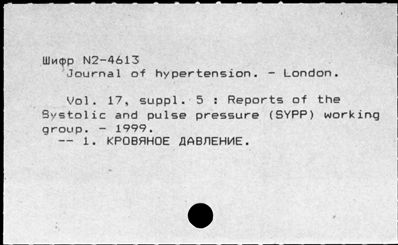 Шифр N2-4613
Journal of hypertension. - London.
Vol. 17, suppl. 5 : Reports of the
Systolic and pulse pressure (SYPP) working
group. - 1999.
-- 1. КРОВЯНОЕ ДАВЛЕНИЕ.